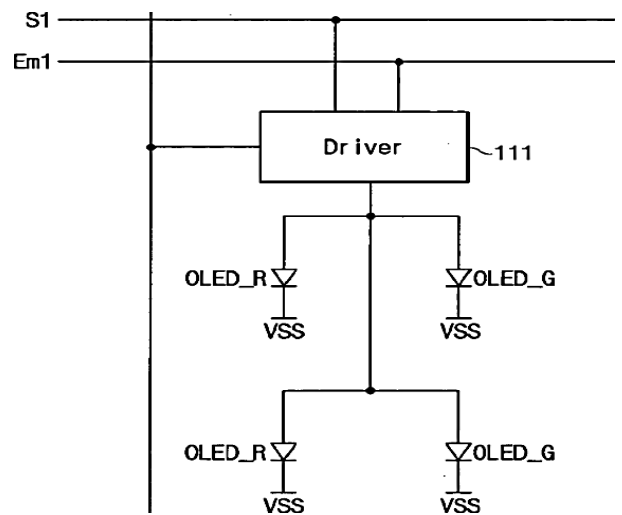 S1
Em1
Driver
111
OLED_R
OLED_G
VSS
VSS
OLED_R
OLED_G
VSS
VSS